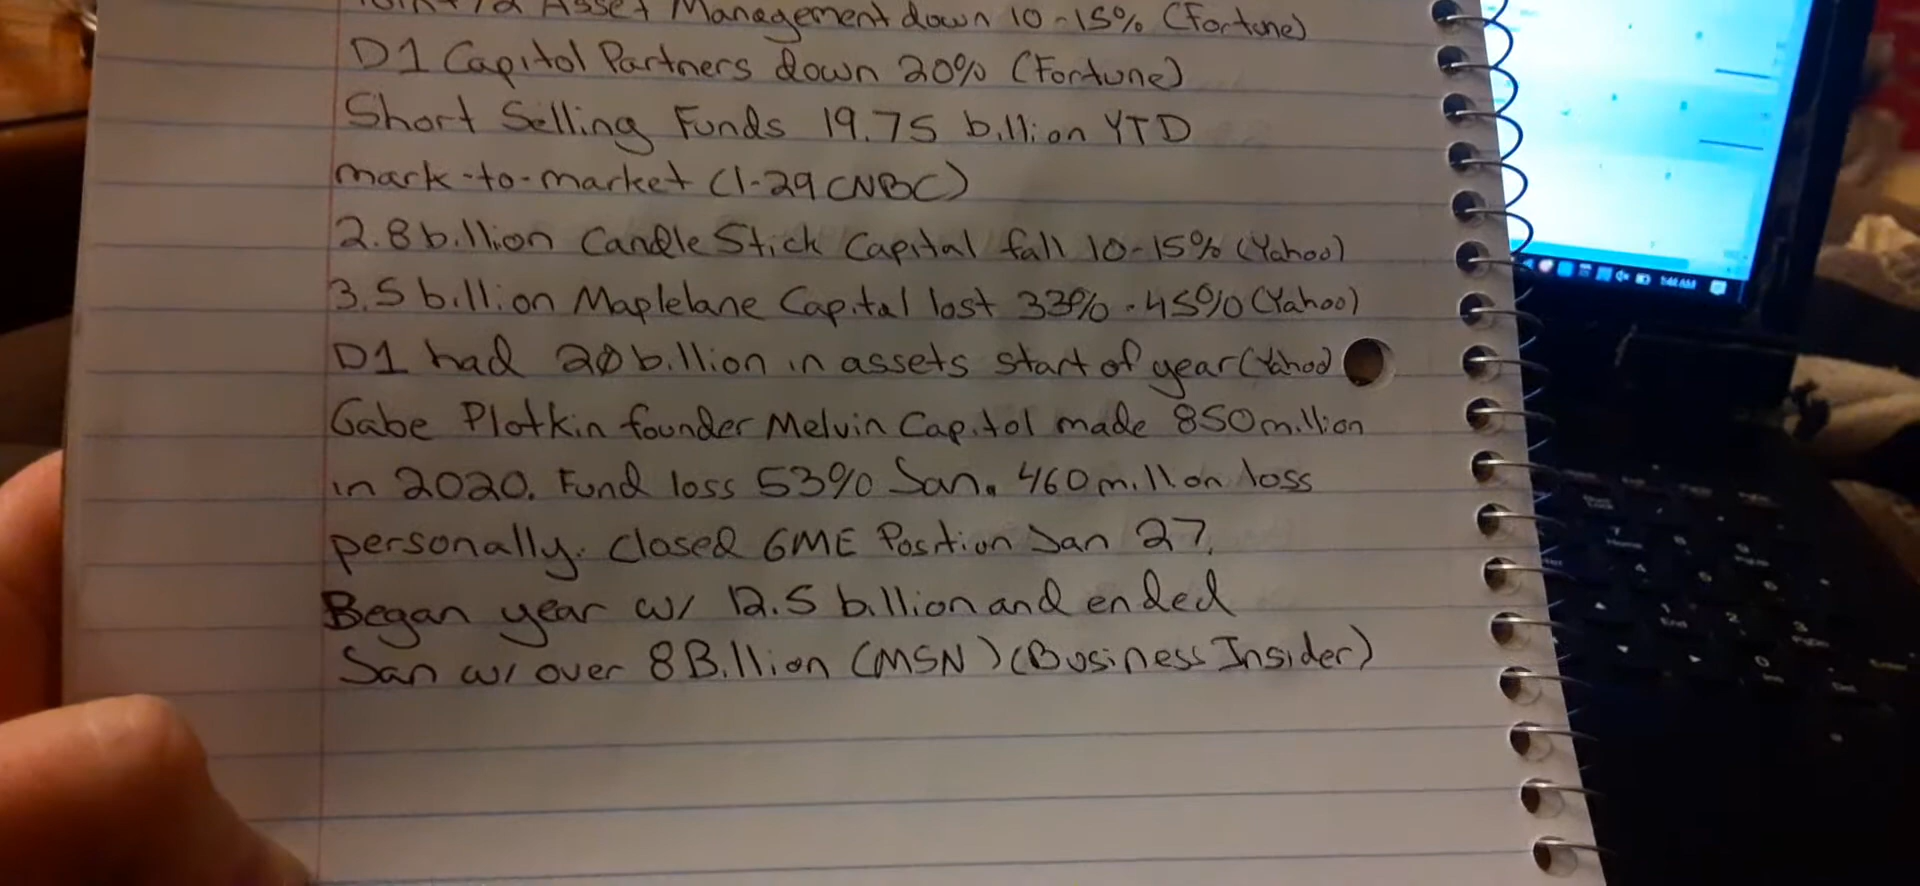 Asset Management down 10-15% (Fortune)
D1 Capitol Partners down 20% (Fortune)
Short Selling Funds 19.75 billion YTD
mark-to-market (1-29 CNBC)
2.8 billion CandleStick Capital fall 10-15% (Yahoo)
3.5 billion Maplelane Capital lost 33%-45% (Yahoo)
D1 had 20 billion in assets start of year (Yahoo)
Gabe Plotkin founder Melvin Capitol made 850 million
in 2020. Fund loss 53% Jan. 460 million loss
personally. Closed GME Position Jan 27.
Began year w/ 12.5 billion and ended
Jan w/ over 8 Billion (MSN) (Business Insider)